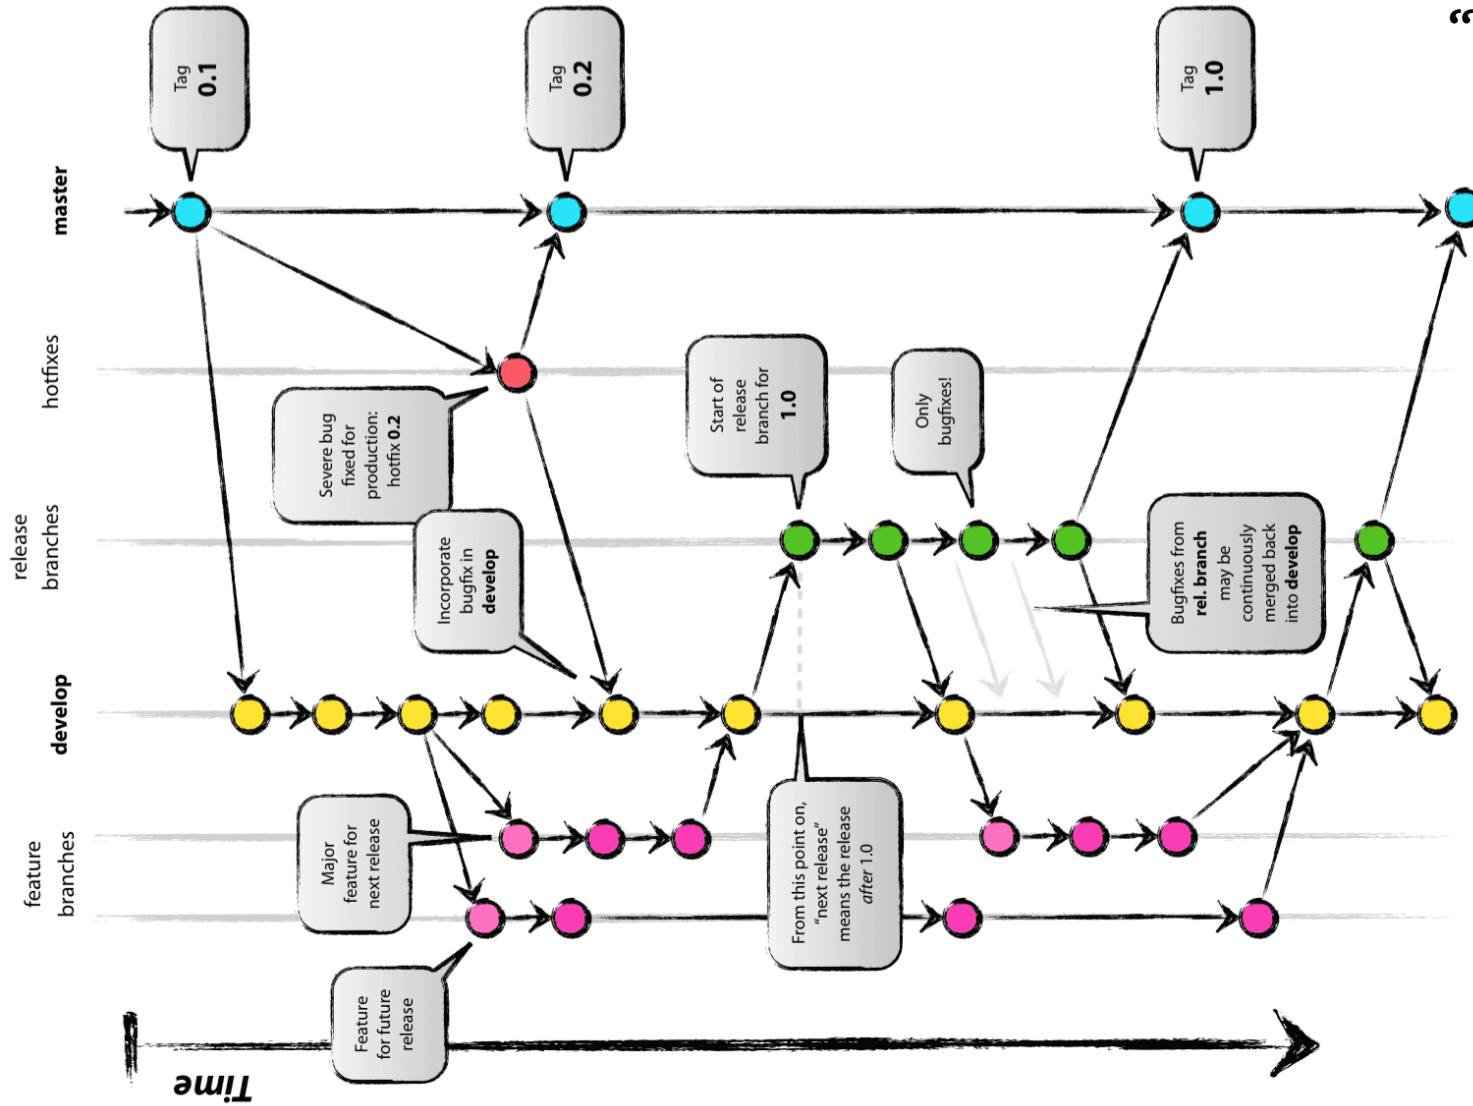 feature
branches
develop
release
branches
hotfixes
master
Time
Tag
0.1
Severe bug
fixed for
production:
hotfix 0.2
Incorporate
bugfix in
develop
Major
feature for
next release
Feature
for future
release
Tag
0.2
Start of
release
branch for
1.0
From this point on,
“next release”
means the release
after 1.0
Only
bugfixes!
Bugfixes from
rel. branch
may be
continuously
merged back
into develop
Tag
1.0
“